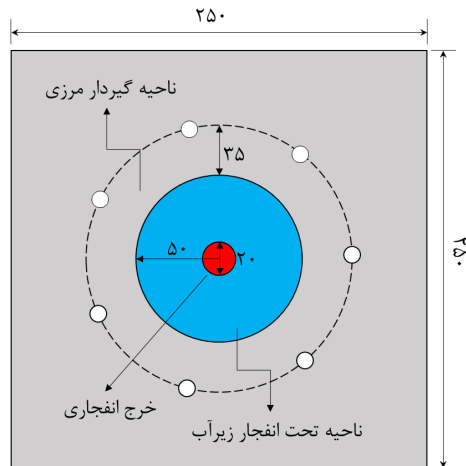 ۲۵۰
ناحیه گیردار مرزی
۳۵
۵۰
۲۰
۲۵۰
خرج انفجاری
ناحیه تحت انفجار زیرآب